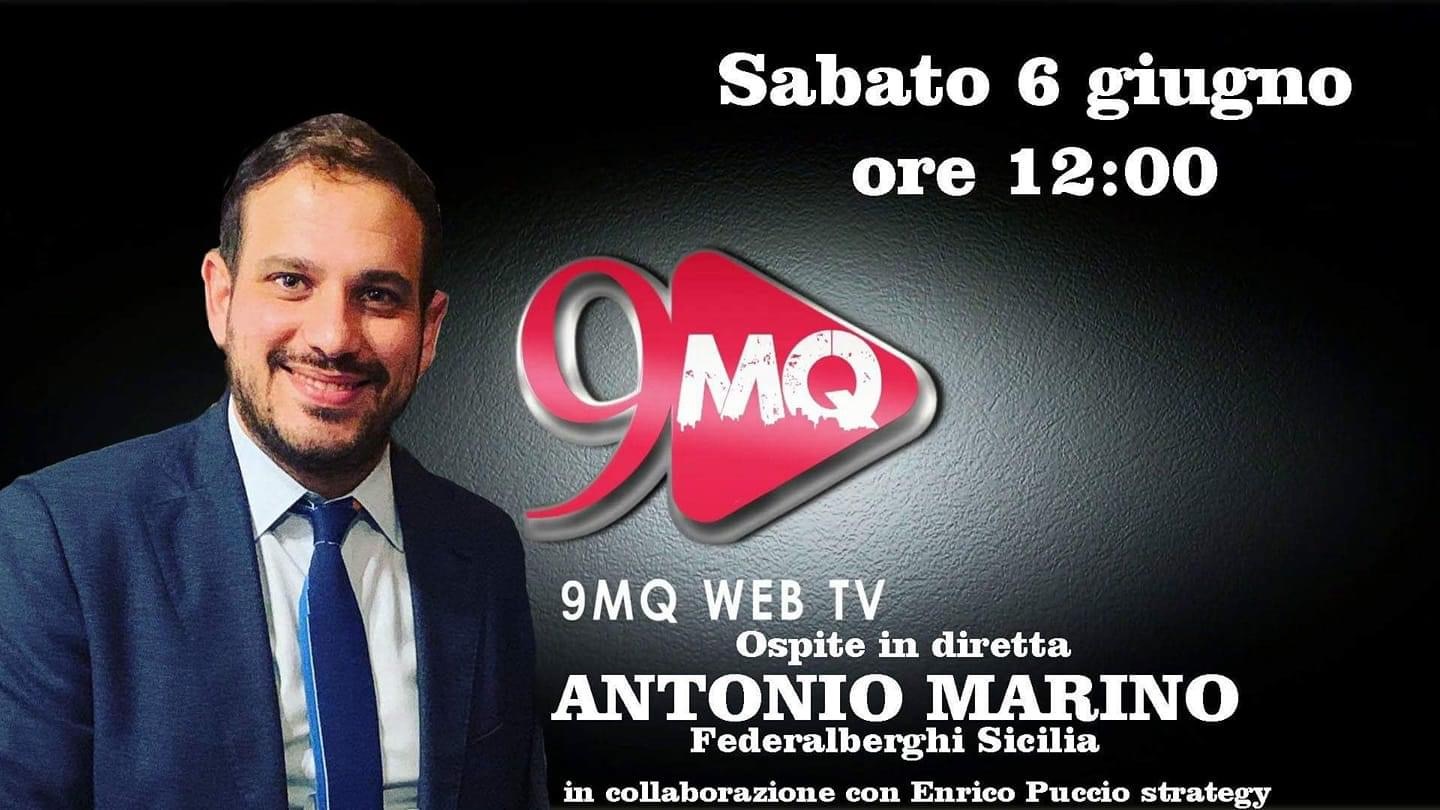 Sabato 6 giugno
ore 12:00
9MQ
9MQ WEB TV
Ospite in diretta
ANTONIO MARINO
Federalberghi Sicilia
in collaborazione con Enrico Puccio strategy